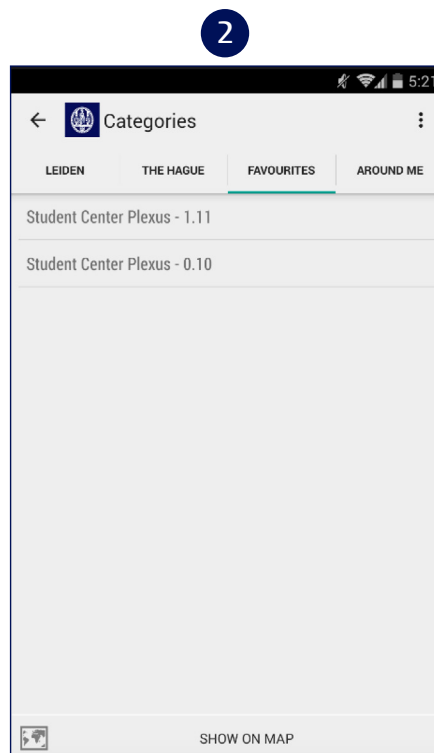 2
5:21
Categories
LEIDEN THE HAGUE FAVOURITES AROUND ME
Student Center Plexus - 1.11
Student Center Plexus - 0.10
SHOW ON MAP